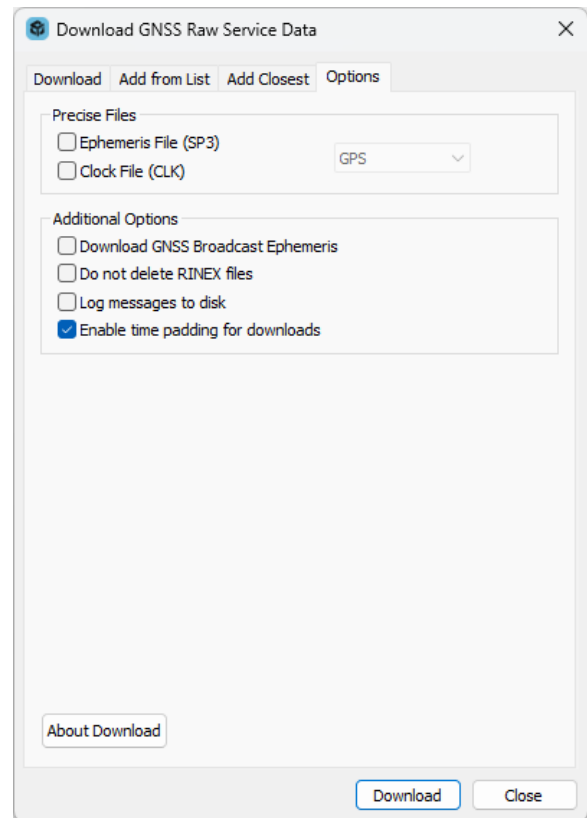 Download GNSS Raw Service Data
Download Add from List Add Closest Options
Precise Files
Ephemeris File (SP3)
Clock File (CLK)
GPS
Additional Options
Download GNSS Broadcast Ephemeris
Do not delete RINEX files
Log messages to disk
Enable time padding for downloads
About Download
Download Close